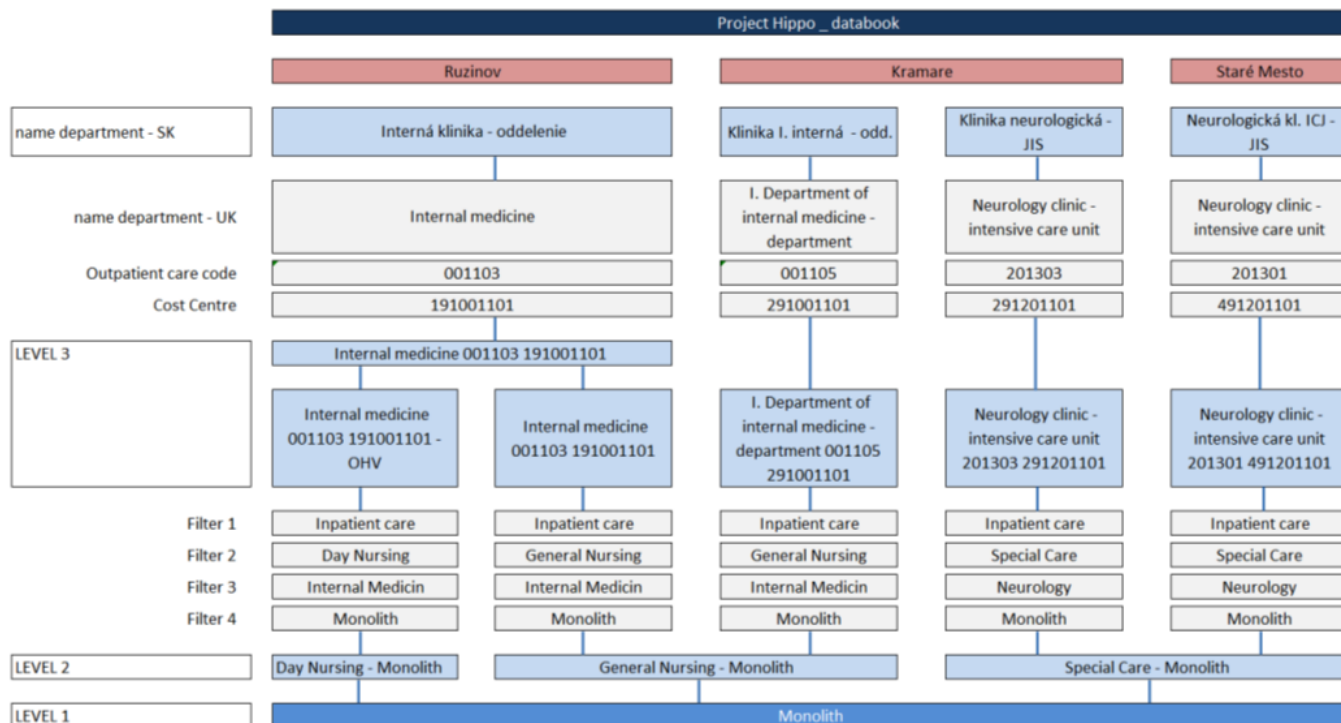 Project Hippo _ databook
Ruzinov
Kramare
Staré Mesto
name department - SK
Interná klinika - oddelenie
Klinika I. interná - odd.
Klinika neurologická -
JIS
Neurologická kl. ICJ -
JIS
name department - UK
Internal medicine
I. Department of
internal medicine -
department
Neurology clinic -
intensive care unit
Neurology clinic -
intensive care unit
Outpatient care code
001103
001105
201303
201301
Cost Centre
191001101
291001101
291201101
491201101
LEVEL 3
Internal medicine 001103 191001101
Internal medicine
001103 191001101 -
OHV
Internal medicine
001103 191001101
I. Department of
internal medicine -
department 001105
291001101
Neurology clinic -
intensive care unit
201303 291201101
Neurology clinic -
intensive care unit
201301 491201101
Filter 1
Inpatient care
Inpatient care
Inpatient care
Inpatient care
Inpatient care
Filter 2
Day Nursing
General Nursing
General Nursing
Special Care
Special Care
Filter 3
Internal Medicin
Internal Medicin
Internal Medicin
Neurology
Neurology
Filter 4
Monolith
Monolith
Monolith
Monolith
Monolith
LEVEL 2
Day Nursing - Monolith
General Nursing - Monolith
Special Care - Monolith
LEVEL 1
Monolith